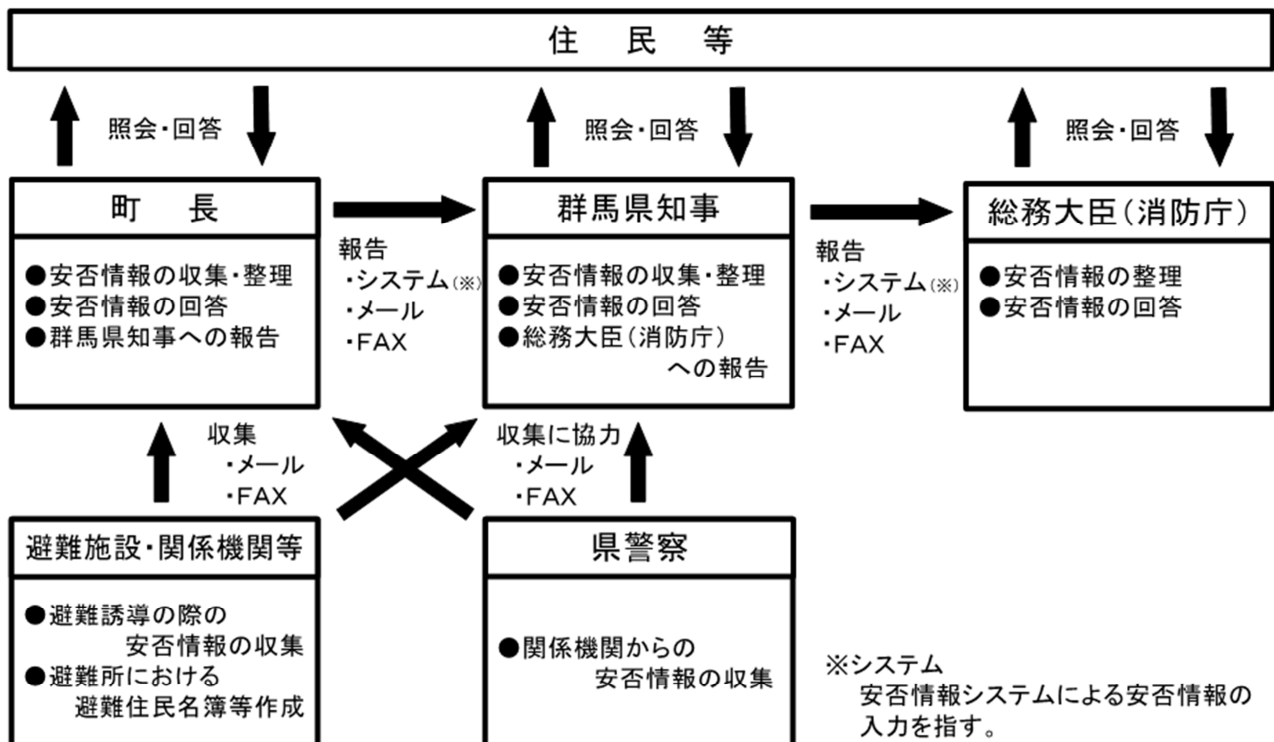 住 民 等
照会・回答
照会・回答
照会・回答
町 長
●安否情報の収集・整理
●安否情報の回答
●群馬県知事への報告
報告
・システム(※)
・メール
・FAX
群馬県知事
●安否情報の収集・整理
●安否情報の回答
●総務大臣(消防庁)
への報告
報告
・システム(※)
・メール
・FAX
総務大臣(消防庁)
●安否情報の整理
●安否情報の回答
収集
・メール
・FAX
収集に協力
・メール
・FAX
避難施設・関係機関等
●避難誘導の際の
安否情報の収集
●避難所における
避難住民名簿等作成
県警察
●関係機関からの
安否情報の収集
※システム
安否情報システムによる安否情報の
入力を指す。